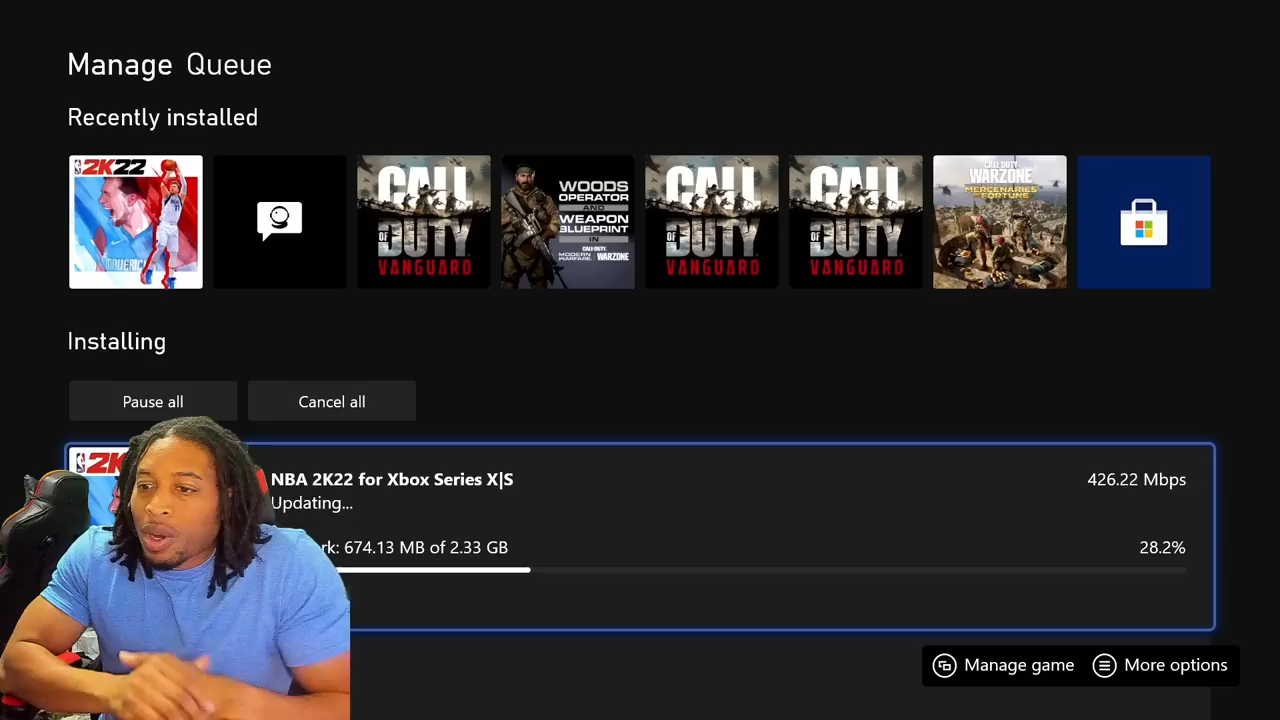 Manage Queue
Recently installed
2K22
CALL OF DUTY VANGUARD
WOODS
OPERATOR
AND
WEAPON
BLUEPRINT
IN
CALL OF DUTY
MODERN WARFARE WARZONE
CALL OF DUTY VANGUARD
CALL OF DUTY VANGUARD
CALL OF DUTY
WARZONE
MERCENARIES OF FORTUNE
Installing
Pause all
Cancel all
2K
NBA 2K22 for Xbox Series X|S
426.22 Mbps
Updating...
rk: 674.13 MB of 2.33 GB
28.2%
Manage game
More options